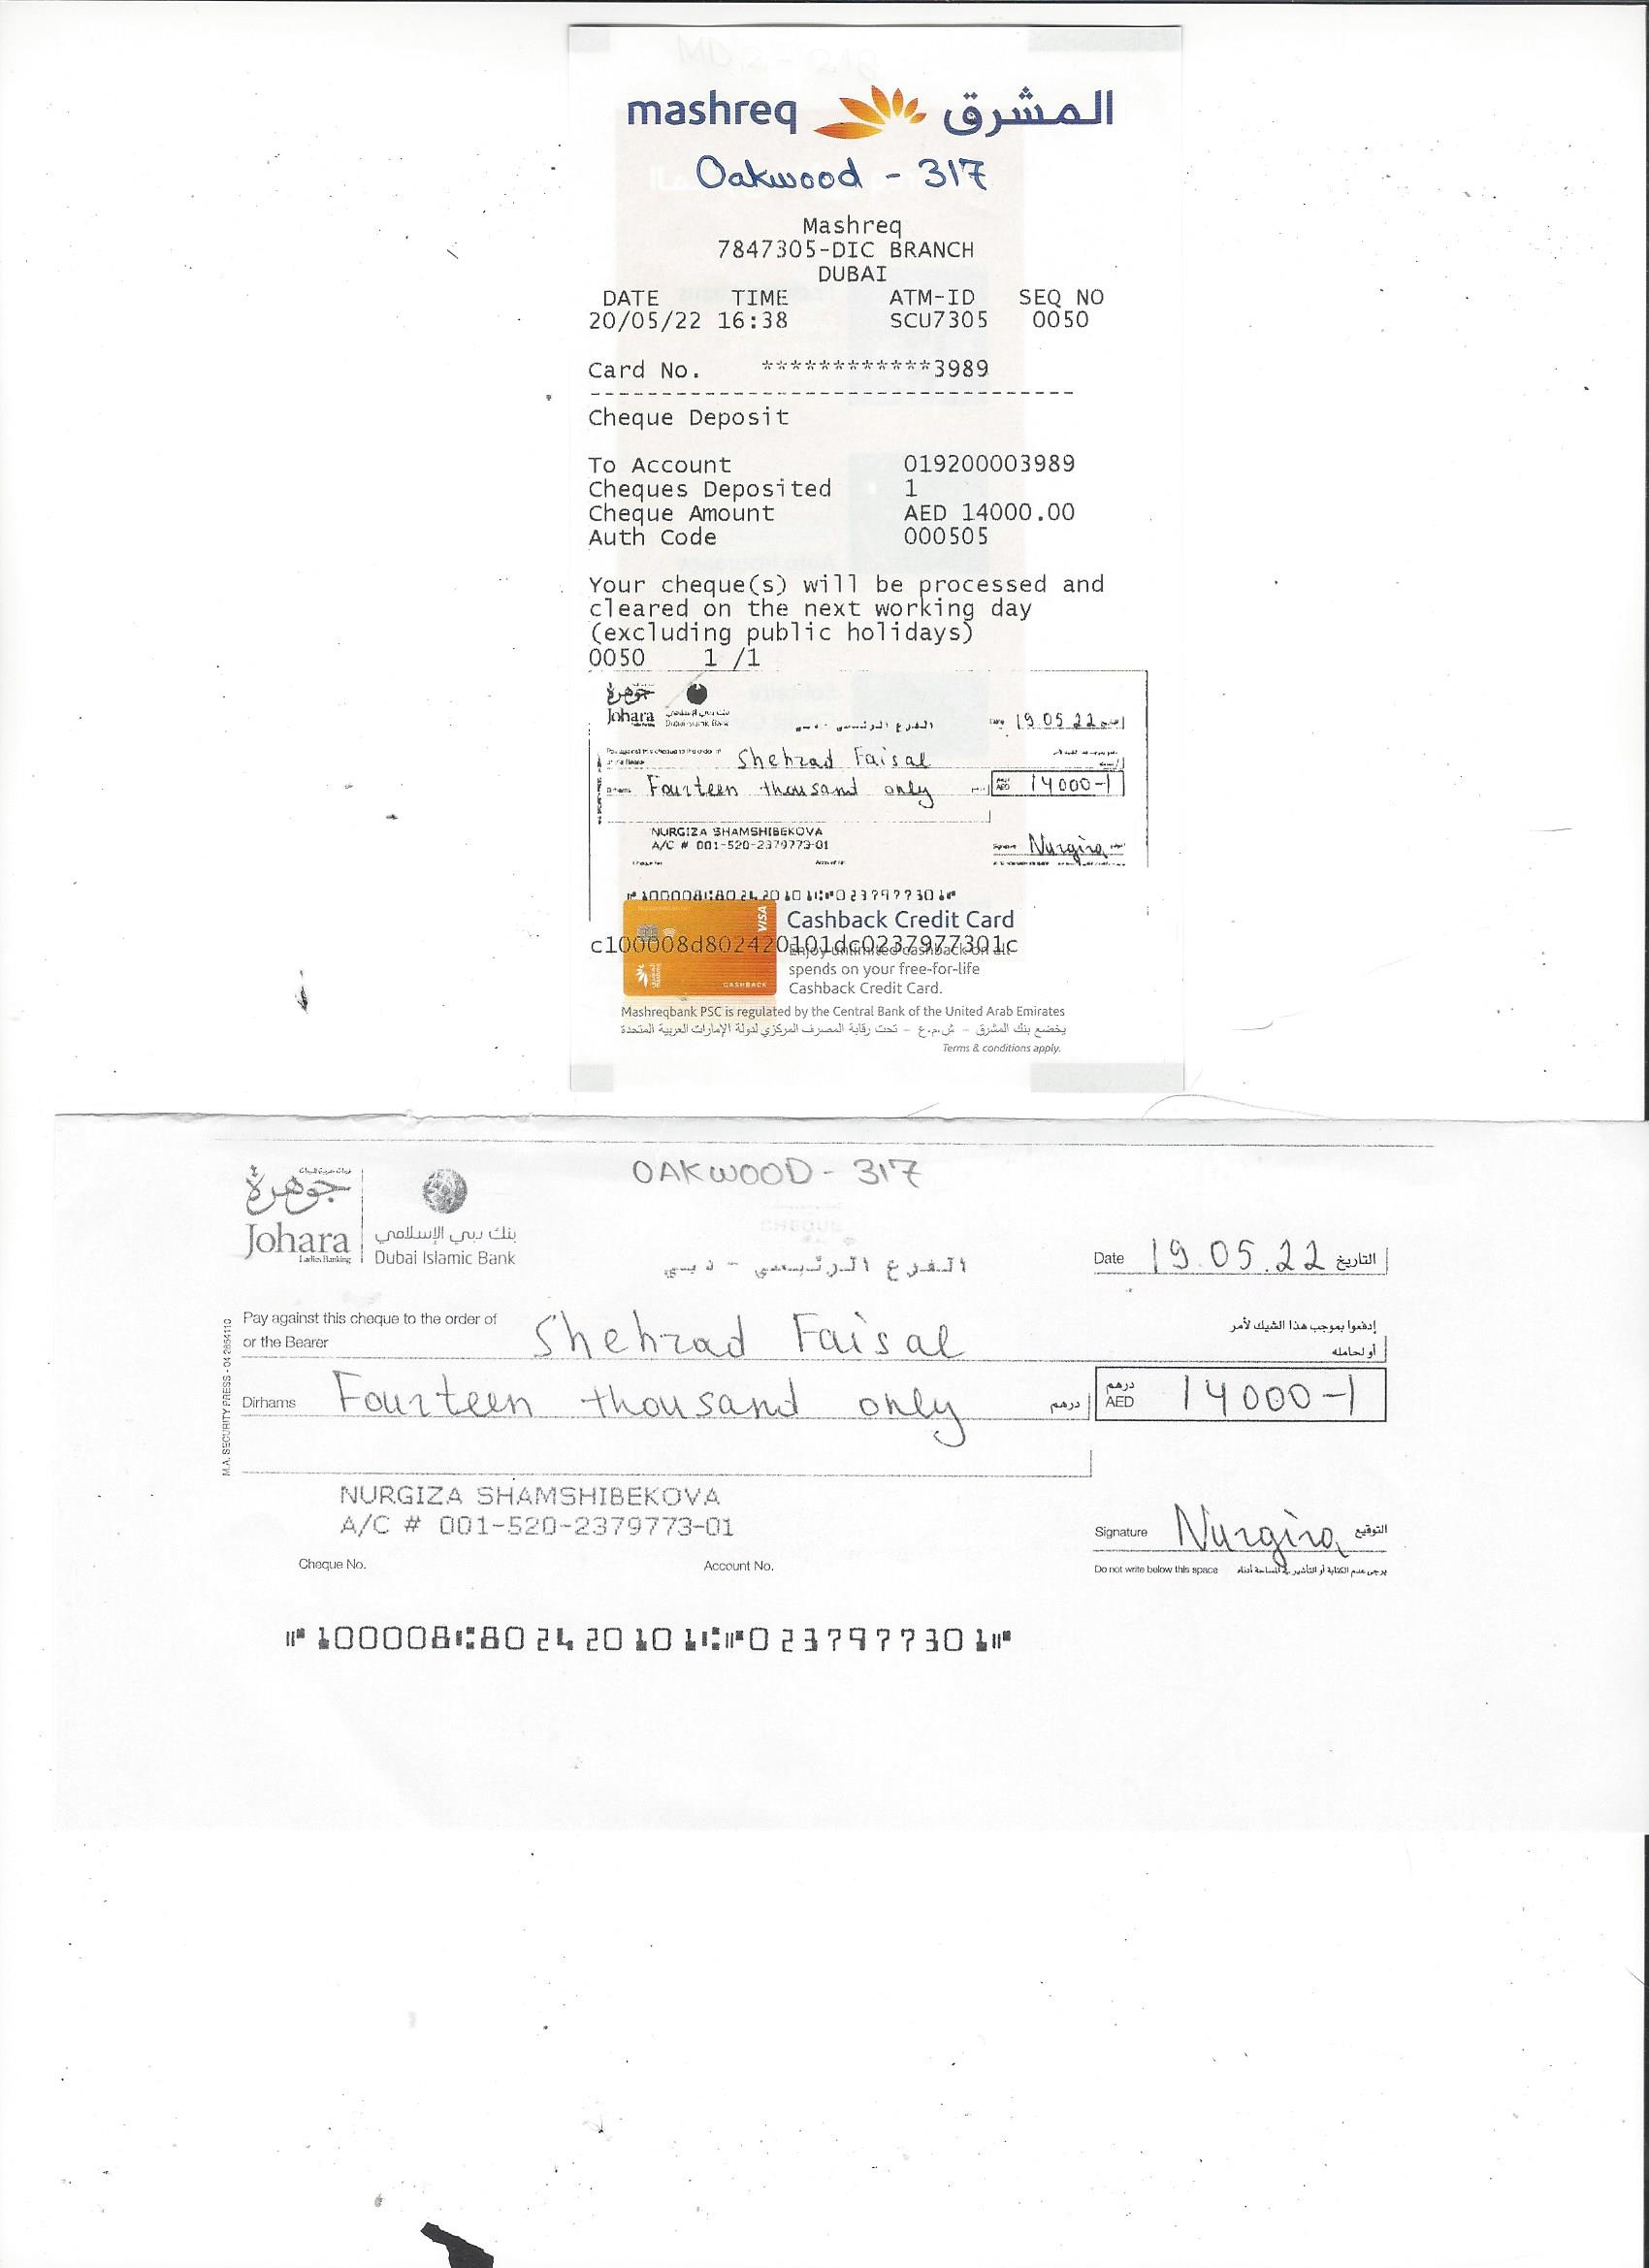 mashreq المشرق
Oakwood - 317
Mashreq
7847305-DIC BRANCH
DUBAI
DATE TIME ATM-ID SEQ NO
20/05/22 16:38 SCU7305 0050
Card No. ************3989
--------------------------------
Cheque Deposit
To Account 019200003989
Cheques Deposited 1
Cheque Amount AED 14000.00
Auth Code 000505
Your cheque(s) will be processed and
cleared on the next working day
(excluding public holidays)
0050 1 /1
جوهرة
Johara Dubai Islamic Bank
الفرع الرئيسي - دبي
Date 19.05.22
Pay against this cheque to the order of
or the Bearer
Shehrad Faisal
Dirhams Fourteen thousand only AED 14000-/
NURGIZA SHAMSHIBEKOVA
A/C # 001-520-2379773-01
Signature Nurgiza
⑈100008⑆802420101⑆⑈0237977301⑈
Cashback Credit Card
c100008d802420101dc0237977301c
Enjoy unlimited cashback on all
spends on your free-for-life
Cashback Credit Card.
VISA
CASHBACK
Mashreqbank PSC is regulated by the Central Bank of the United Arab Emirates
يخضع بنك المشرق - ش.م.ع - تحت رقابة المصرف المركزي لدولة الإمارات العربية المتحدة
Terms & conditions apply.
OAKWOOD - 317
جوهرة
Johara
Ladies Banking
بنك دبي الإسلامي
Dubai Islamic Bank
الفرع الرئيسي - دبي
Date 19.05.22 التاريخ
Pay against this cheque to the order of إدفعوا بموجب هذا الشيك لأمر
or the Bearer Shehzad Faisal أو لحامله
Dirhams Fourteen thousand only درهم درهم AED 14000-/
M.A. SECURITY PRESS - 04 2654110
NURGIZA SHAMSHIBEKOVA
A/C # 001-520-2379773-01
Signature Nurgiza التوقيع
Cheque No. Account No.
Do not write below this space يرجى عدم الكتابة أو التأشير في المساحة أدناه
⑈100008⑆802420101⑆⑈0237977301⑈